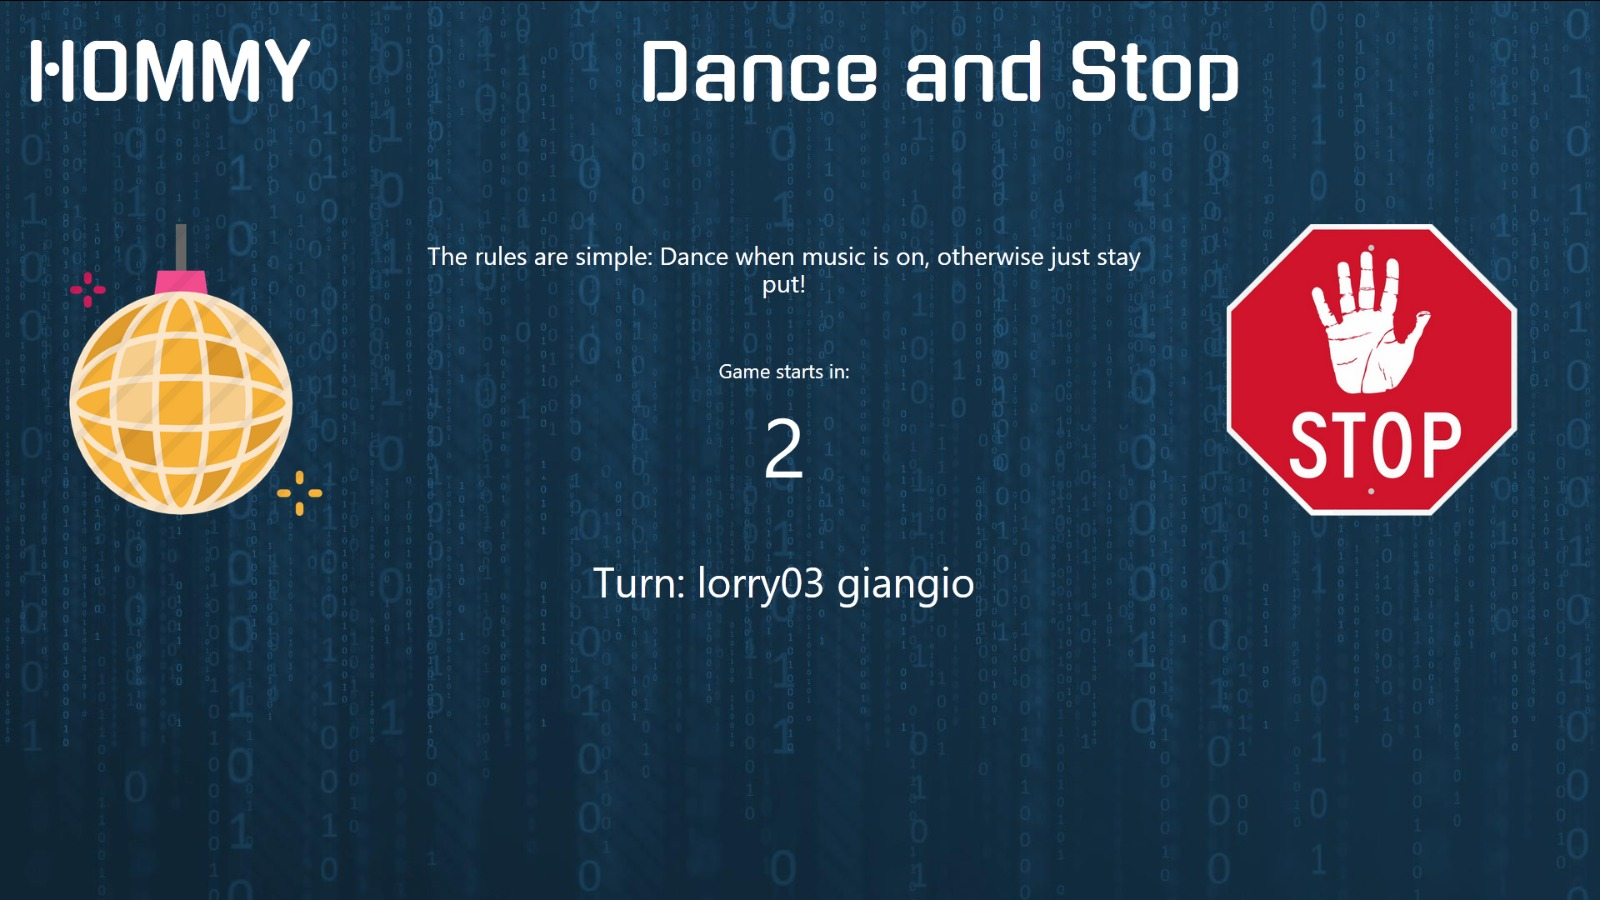 HOMMY
Dance and Stop
The rules are simple: Dance when music is on, otherwise just stay
put!
Game starts in:
2
Turn: lorry03 giangio
STOP